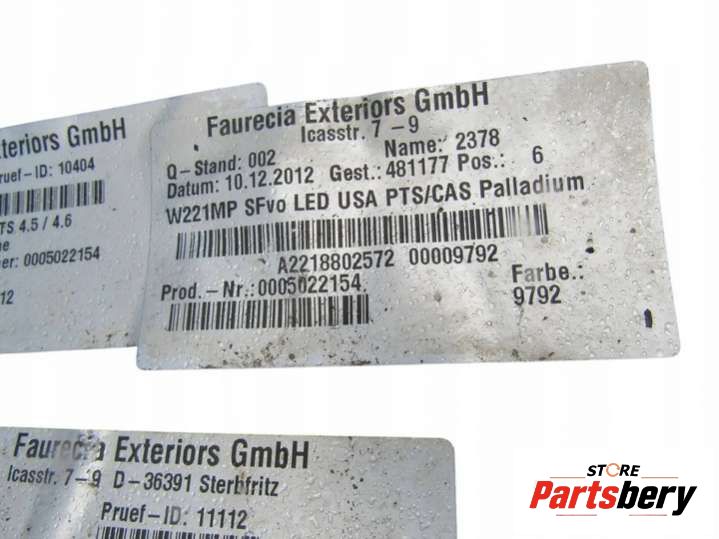 teriors GmbH
ruef-ID: 10404
TS 4.5 / 4.6
ne
er: 0005022154
12
Faurecia Exteriors GmbH
Icasstr. 7-9
Q-Stand: 002 Name: 2378
Datum: 10.12.2012 Gest.: 481177 Pos.: 6
W221MP SFvo LED USA PTS/CAS Palladium
A2218802572 00009792
Prod.-Nr.:0005022154 Farbe.:
9792
Faurecia Exteriors GmbH
Icasstr. 7-9 D-36391 Sterbfritz
Pruef-ID: 11112
STORE
Partsbery